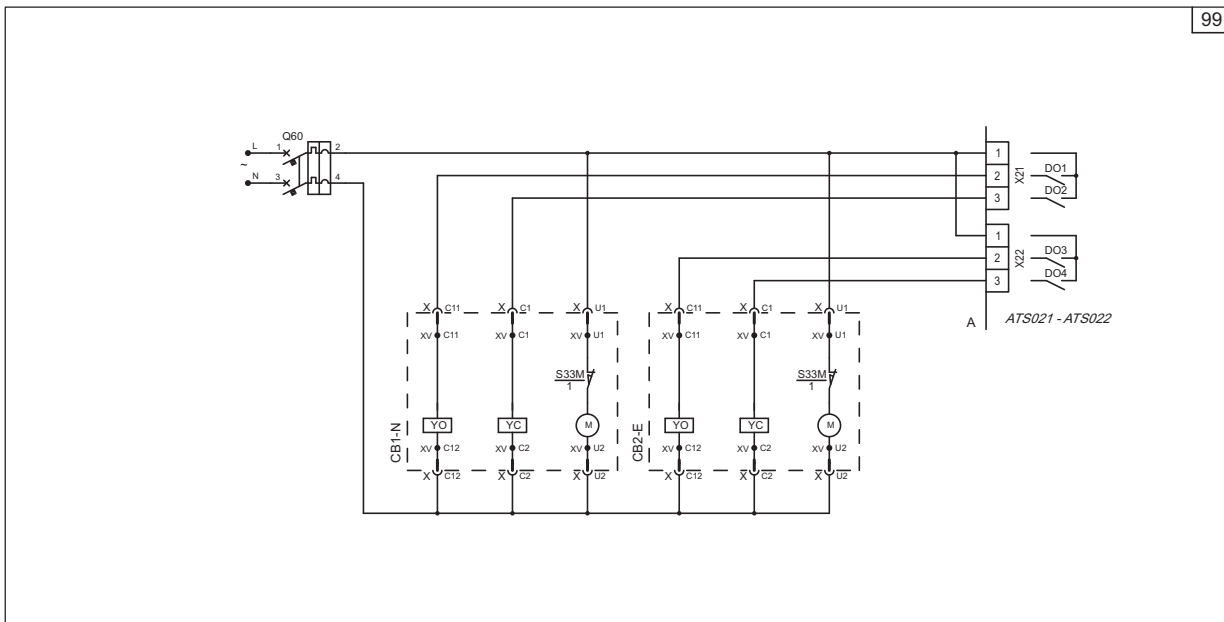 99
Q60
L 1 2
~
N 3 4
1
2 DO1
X21
3 DO2
1
2 DO3
X22
3 DO4
A ATS021 - ATS022
X C11 X C1 X U1 X C11 X C1 X U1
XV C11 XV C1 XV U1 XV C11 XV C1 XV U1
S33M S33M
1 1
CB1-N YO YC M CB2-E YO YC M
XV C12 XV C2 XV U2 XV C12 XV C2 XV U2
X C12 X C2 X U2 X C12 X C2 X U2